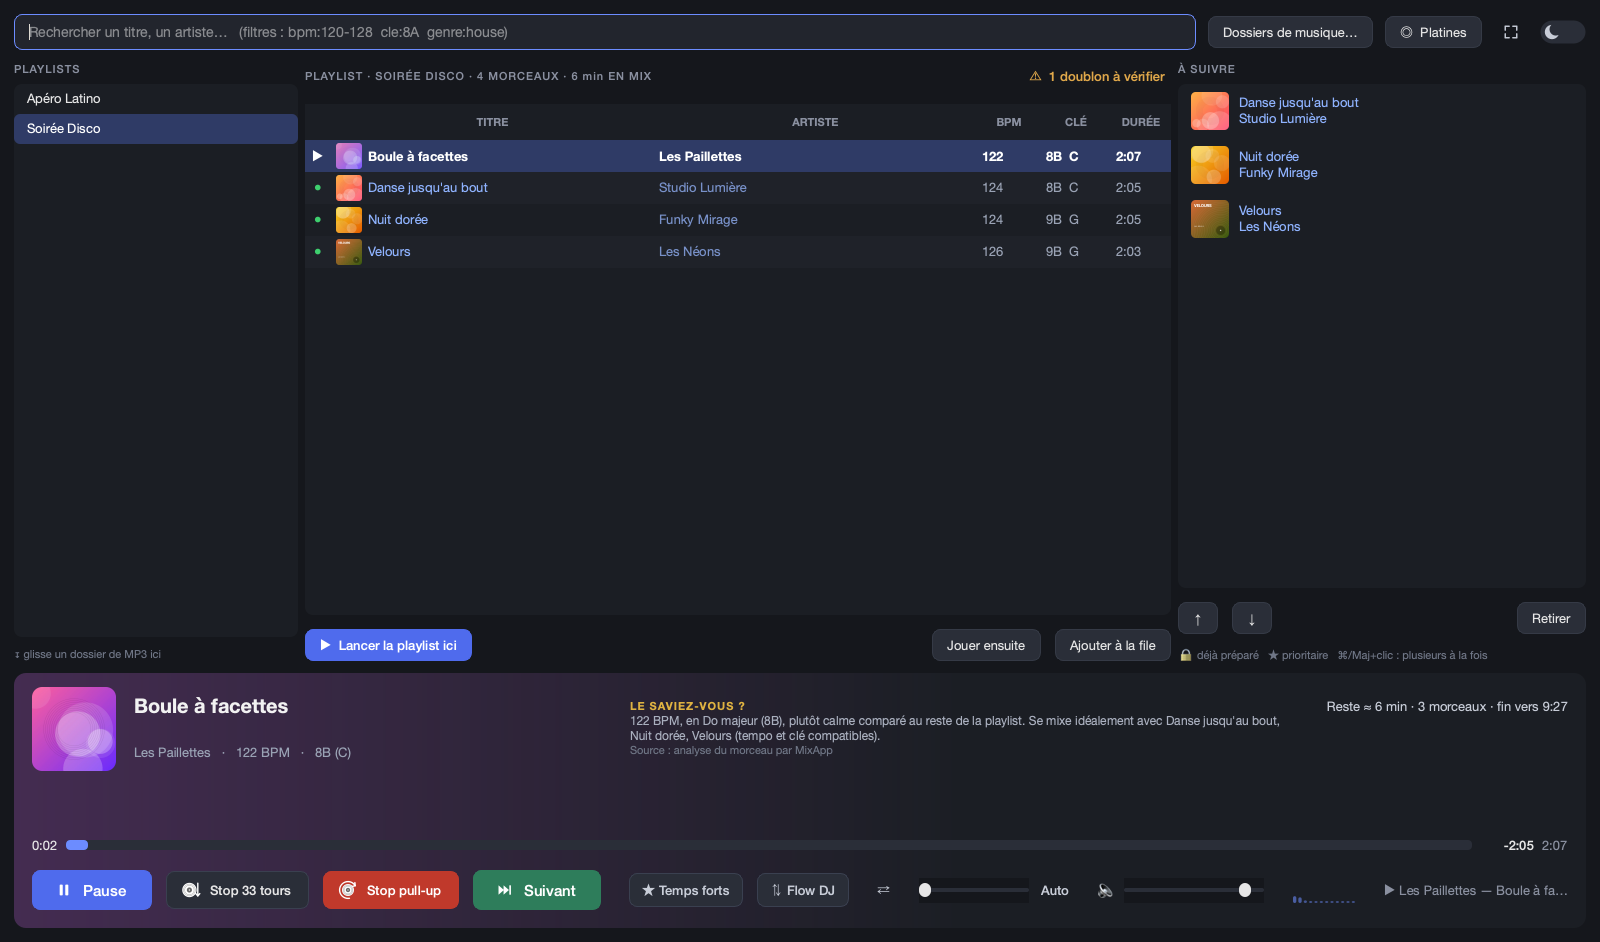 Rechercher un titre, un artiste…   (filtres : bpm:120-128  cle:8A  genre:house)
Dossiers de musique…
Platines
PLAYLISTS
Apéro Latino
Soirée Disco
PLAYLIST · SOIRÉE DISCO · 4 MORCEAUX · 6 min EN MIX
⚠ 1 doublon à vérifier
TITRE ARTISTE BPM CLÉ DURÉE
▶ Boule à facettes Les Paillettes 122 8B C 2:07
Danse jusqu'au bout Studio Lumière 124 8B C 2:05
Nuit dorée Funky Mirage 124 9B G 2:05
Velours Les Néons 126 9B G 2:03
À SUIVRE
Danse jusqu'au bout
Studio Lumière
Nuit dorée
Funky Mirage
VELOURS
Velours
Les Néons
↑ ↓ Retirer
▶ Lancer la playlist ici
Jouer ensuite
Ajouter à la file
↧ glisse un dossier de MP3 ici
🔒 déjà préparé ★ prioritaire ⌘/Maj+clic : plusieurs à la fois
Boule à facettes
Les Paillettes · 122 BPM · 8B (C)
LE SAVIEZ-VOUS ?
122 BPM, en Do majeur (8B), plutôt calme comparé au reste de la playlist. Se mixe idéalement avec Danse jusqu'au bout,
Nuit dorée, Velours (tempo et clé compatibles).
Source : analyse du morceau par MixApp
Reste ≈ 6 min · 3 morceaux · fin vers 9:27
0:02
-2:05 2:07
Pause
Stop 33 tours
Stop pull-up
Suivant
★ Temps forts
⇅ Flow DJ
⇄
Auto
▶ Les Paillettes — Boule à fa…